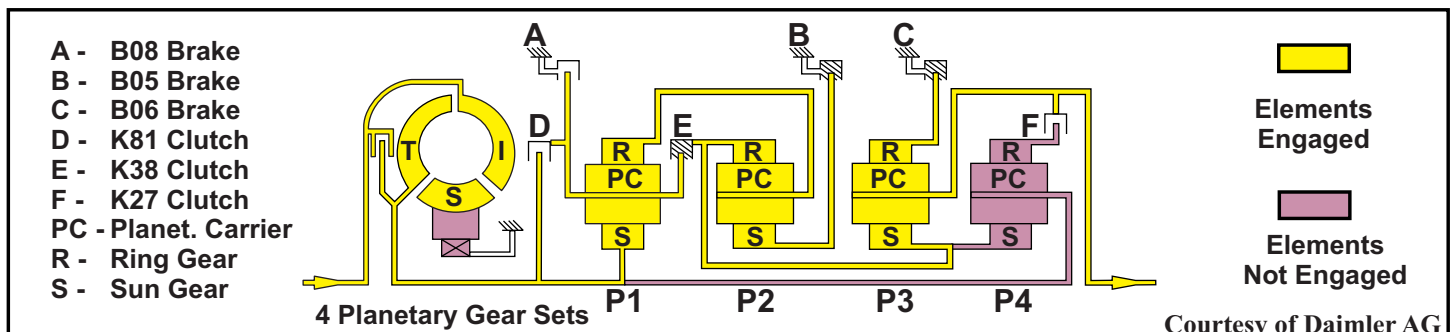 A - B08 Brake
B - B05 Brake
C - B06 Brake
D - K81 Clutch
E - K38 Clutch
F - K27 Clutch
PC - Planet. Carrier
R - Ring Gear
S - Sun Gear
A
B
C
D
E
F
T
I
S
R
PC
S
R
PC
S
R
PC
S
R
PC
S
P1
P2
P3
P4
4 Planetary Gear Sets
Elements
Engaged
Elements
Not Engaged
Courtesy of Daimler AG